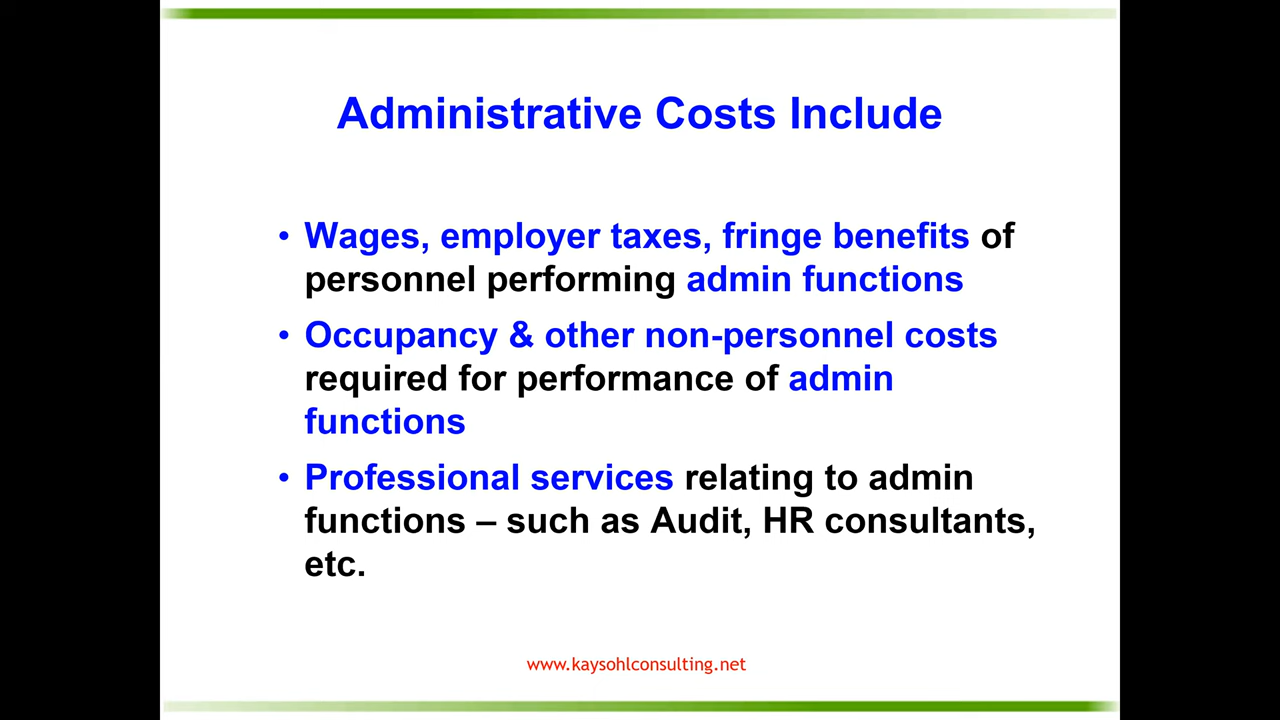 Administrative Costs Include
• Wages, employer taxes, fringe benefits of
personnel performing admin functions
• Occupancy & other non-personnel costs
required for performance of admin
functions
• Professional services relating to admin
functions – such as Audit, HR consultants,
etc.
www.kaysohlconsulting.net